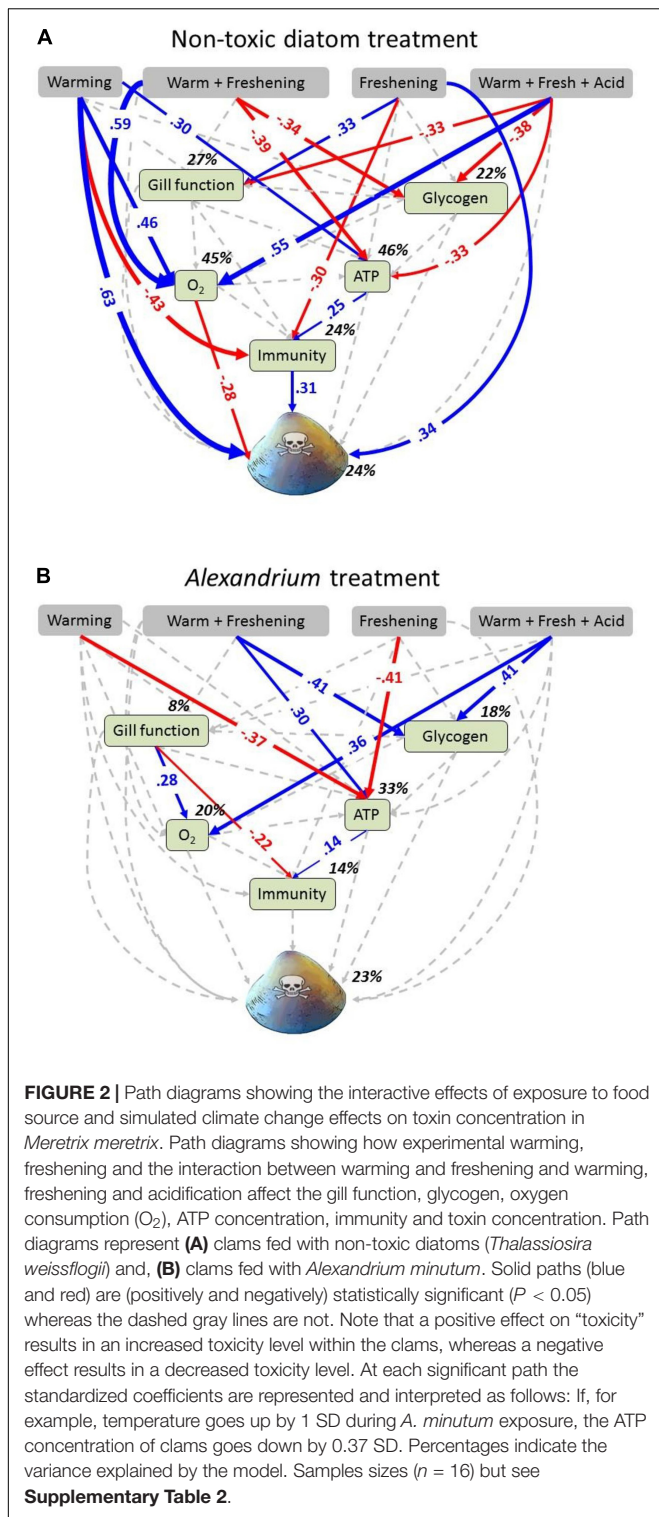 A
Non-toxic diatom treatment
Warming
Warm + Freshening
Freshening
Warm + Fresh + Acid
.59
.30
-.34
-.39
.33
-.33
-.38
27%
Gill function
22%
Glycogen
.46
.55
-.30
-.33
45%
O₂
46%
ATP
.63
-.43
.25
24%
Immunity
-.28
.31
.34
24%
B
Alexandrium treatment
Warming
Warm + Freshening
Freshening
Warm + Fresh + Acid
.41
-.41
.41
.30
8%
Gill function
18%
Glycogen
-.37
.36
.28
33%
ATP
20%
O₂
-.22
.14
14%
Immunity
23%
FIGURE 2 | Path diagrams showing the interactive effects of exposure to food
source and simulated climate change effects on toxin concentration in
Meretrix meretrix. Path diagrams showing how experimental warming,
freshening and the interaction between warming and freshening and warming,
freshening and acidification affect the gill function, glycogen, oxygen
consumption (O₂), ATP concentration, immunity and toxin concentration. Path
diagrams represent (A) clams fed with non-toxic diatoms (Thalassiosira
weissflogii) and, (B) clams fed with Alexandrium minutum. Solid paths (blue
and red) are (positively and negatively) statistically significant (P < 0.05)
whereas the dashed gray lines are not. Note that a positive effect on “toxicity”
results in an increased toxicity level within the clams, whereas a negative
effect results in a decreased toxicity level. At each significant path the
standardized coefficients are represented and interpreted as follows: If, for
example, temperature goes up by 1 SD during A. minutum exposure, the ATP
concentration of clams goes down by 0.37 SD. Percentages indicate the
variance explained by the model. Samples sizes (n = 16) but see
Supplementary Table 2.